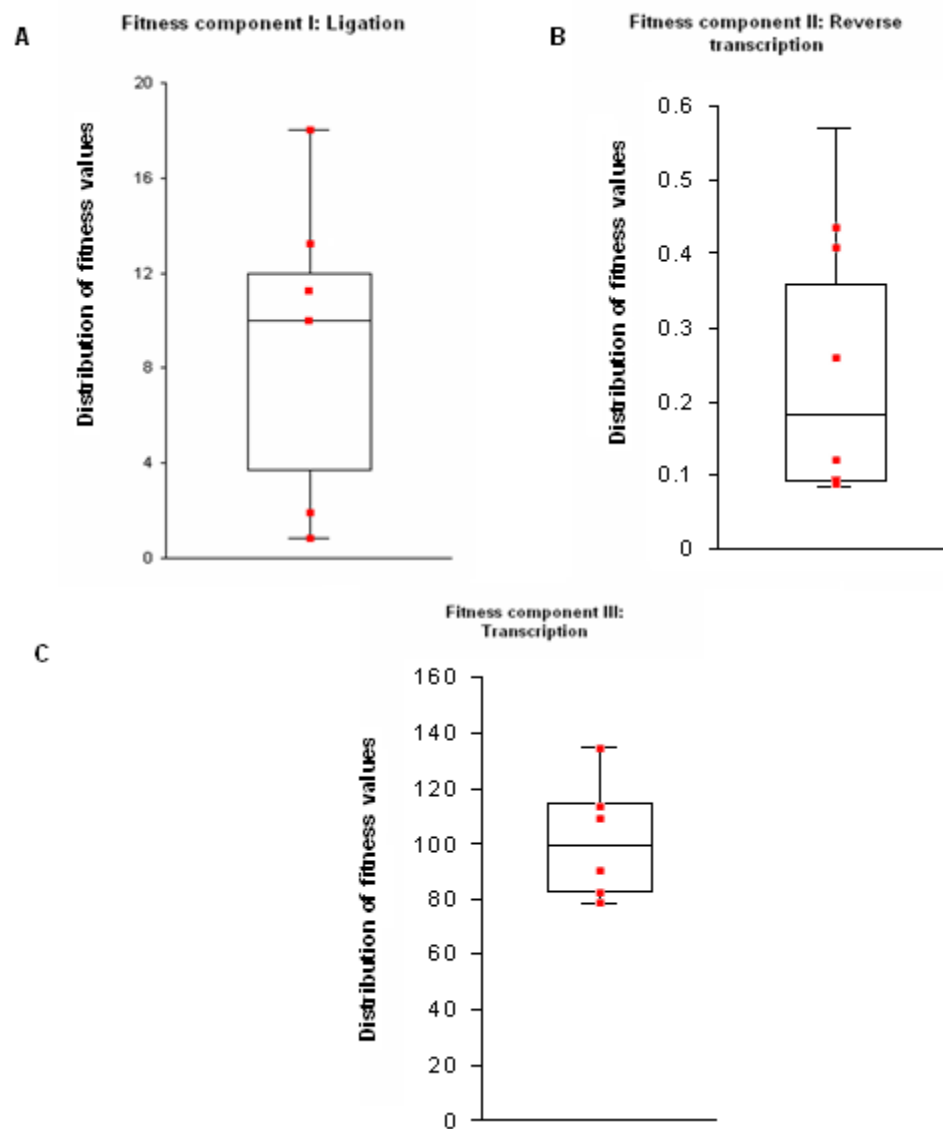 A
Fitness component I: Ligation
Distribution of fitness values
20
16
12
8
4
0
B
Fitness component II: Reverse
transcription
Distribution of fitness values
0.6
0.5
0.4
0.3
0.2
0.1
0
C
Fitness component III:
Transcription
Distribution of fitness values
160
140
120
100
80
60
40
20
0